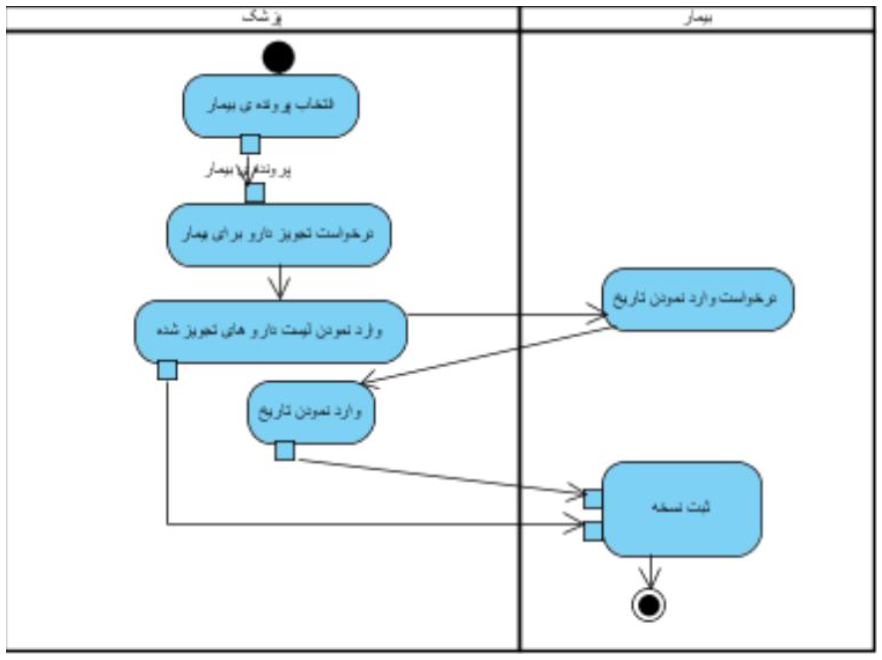 پزشک
بیمار
انتخاب پرونده ی بیمار
پرونده ی بیمار
درخواست تجویز دارو برای بیمار
درخواست وارد نمودن تاریخ
وارد نمودن لیست دارو های تجویز شده
وارد نمودن تاریخ
ثبت نسخه